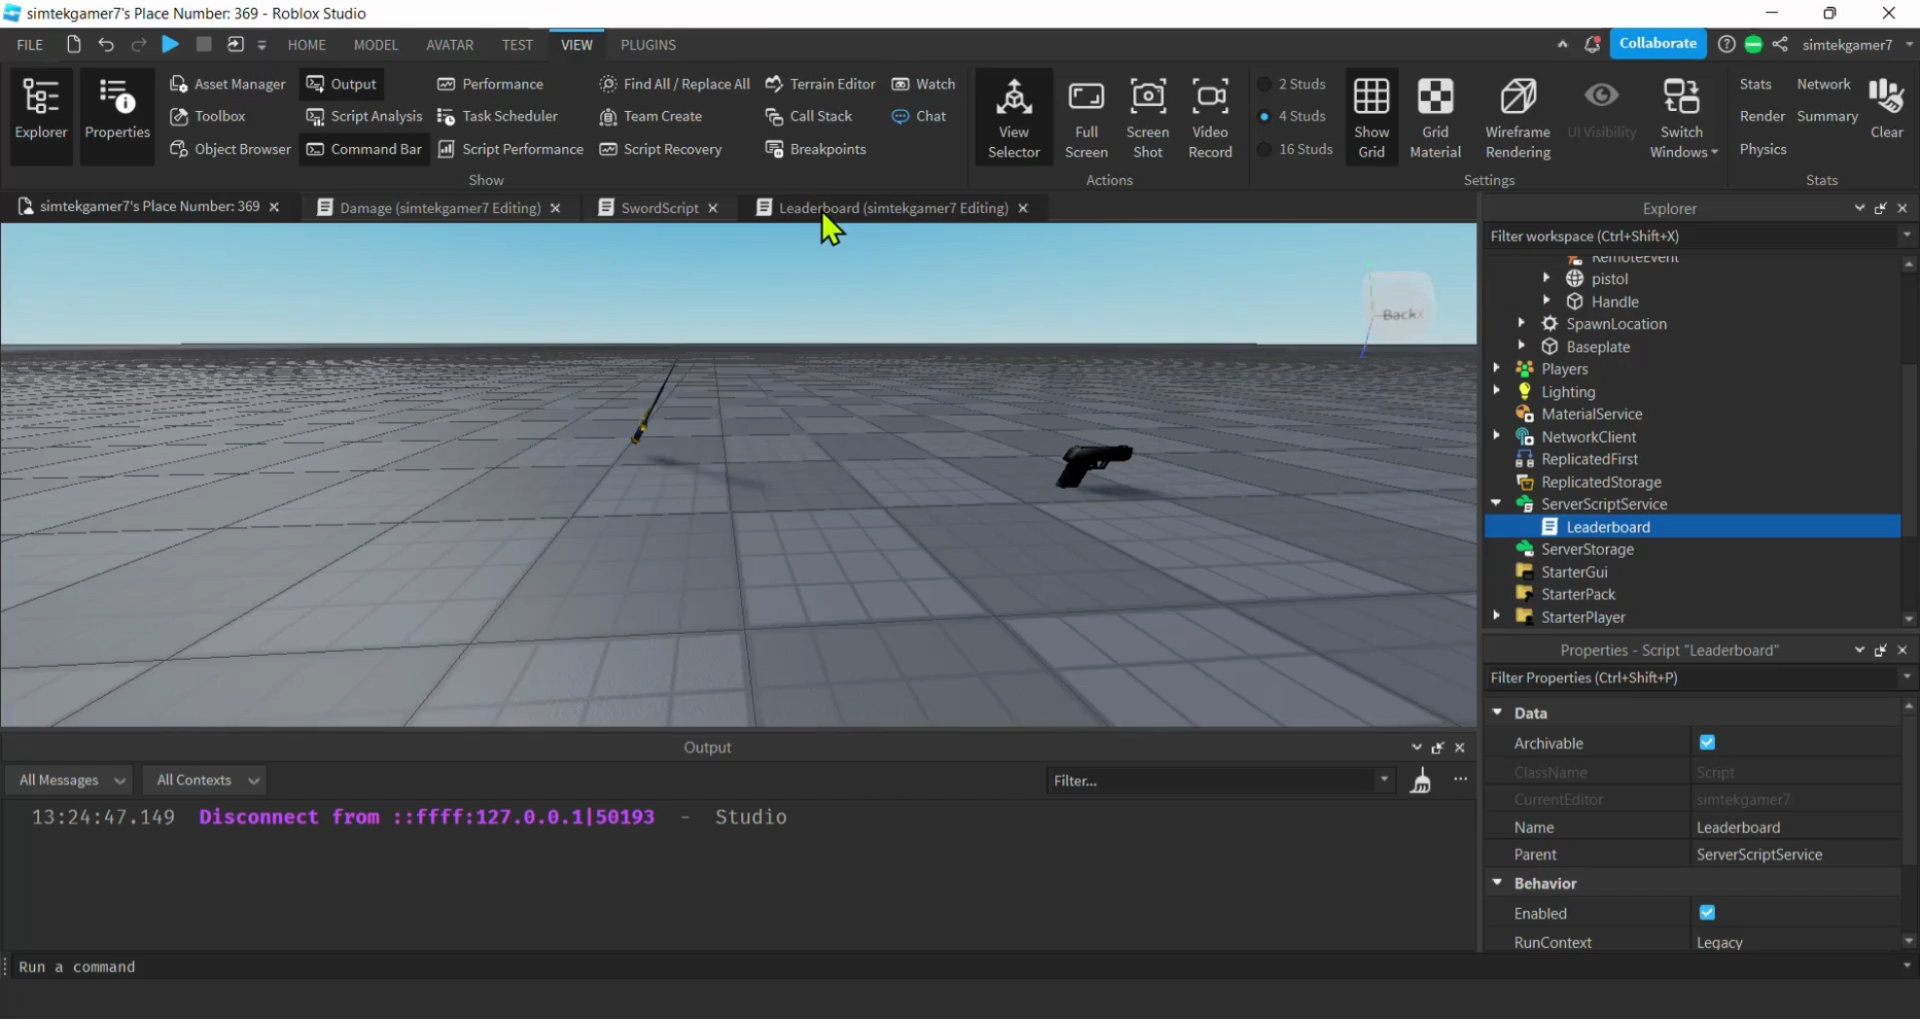 simtekgamer7's Place Number: 369 - Roblox Studio
FILE HOME MODEL AVATAR TEST VIEW PLUGINS Collaborate simtekgamer7
Explorer
Properties
Asset Manager
Toolbox
Object Browser
Output
Script Analysis
Command Bar
Performance
Task Scheduler
Script Performance
Find All / Replace All
Team Create
Script Recovery
Terrain Editor
Call Stack
Breakpoints
Watch
Chat
Show
View
Selector
Full
Screen
Screen
Shot
Video
Record
Actions
2 Studs
4 Studs
16 Studs
Show
Grid
Grid
Material
Wireframe
Rendering
UI Visibility
Switch
Windows
Settings
Stats Network
Render Summary
Physics
Clear
Stats
simtekgamer7's Place Number: 369
Damage (simtekgamer7 Editing)
SwordScript
Leaderboard (simtekgamer7 Editing)
Back
X
Explorer
Filter workspace (Ctrl+Shift+X)
RemoteEvent
pistol
Handle
SpawnLocation
Baseplate
Players
Lighting
MaterialService
NetworkClient
ReplicatedFirst
ReplicatedStorage
ServerScriptService
Leaderboard
ServerStorage
StarterGui
StarterPack
StarterPlayer
Properties - Script "Leaderboard"
Filter Properties (Ctrl+Shift+P)
Data
Archivable
ClassName Script
CurrentEditor simtekgamer7
Name Leaderboard
Parent ServerScriptService
Behavior
Enabled
RunContext Legacy
Output
All Messages All Contexts Filter...
13:24:47.149 Disconnect from ::ffff:127.0.0.1|50193 - Studio
Run a command